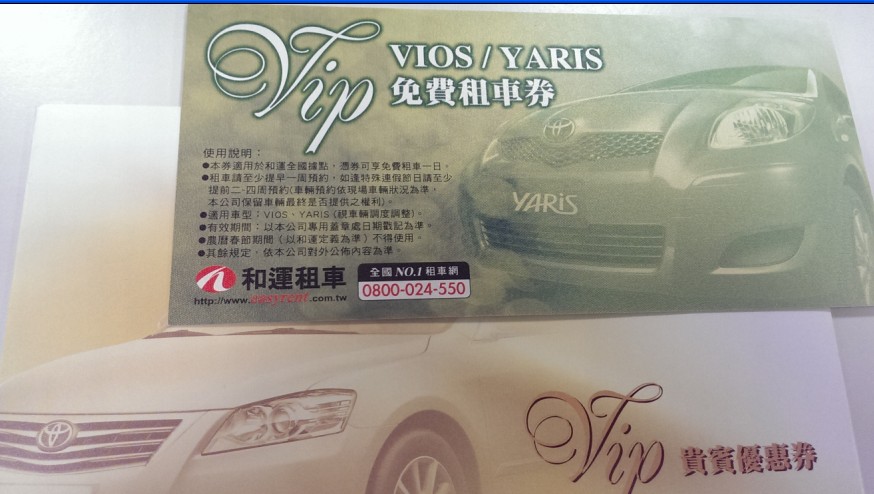 Vip
VIOS / YARIS
免費租車券
使用說明：
●本券適用於和運全國據點，憑券可享免費租車一日。
●租車請至少提早一周預約，如逢特殊連假節日請至少
提前二-四周預約(車輛預約依現場車輛狀況為準，
本公司保留車輛最終是否提供之權利)。
●適用車型：VIOS、YARIS (視車輛調度調整)。
●有效期間：以本公司專用蓋章處日期戳記為準。
●農曆春節期間（以和運定義為準）不得使用。
●其餘規定，依本公司對外公佈內容為準。
YARIS
和運租車
http://www.easyrent.com.tw
全國NO.1租車網
0800-024-550
Vip 貴賓優惠券